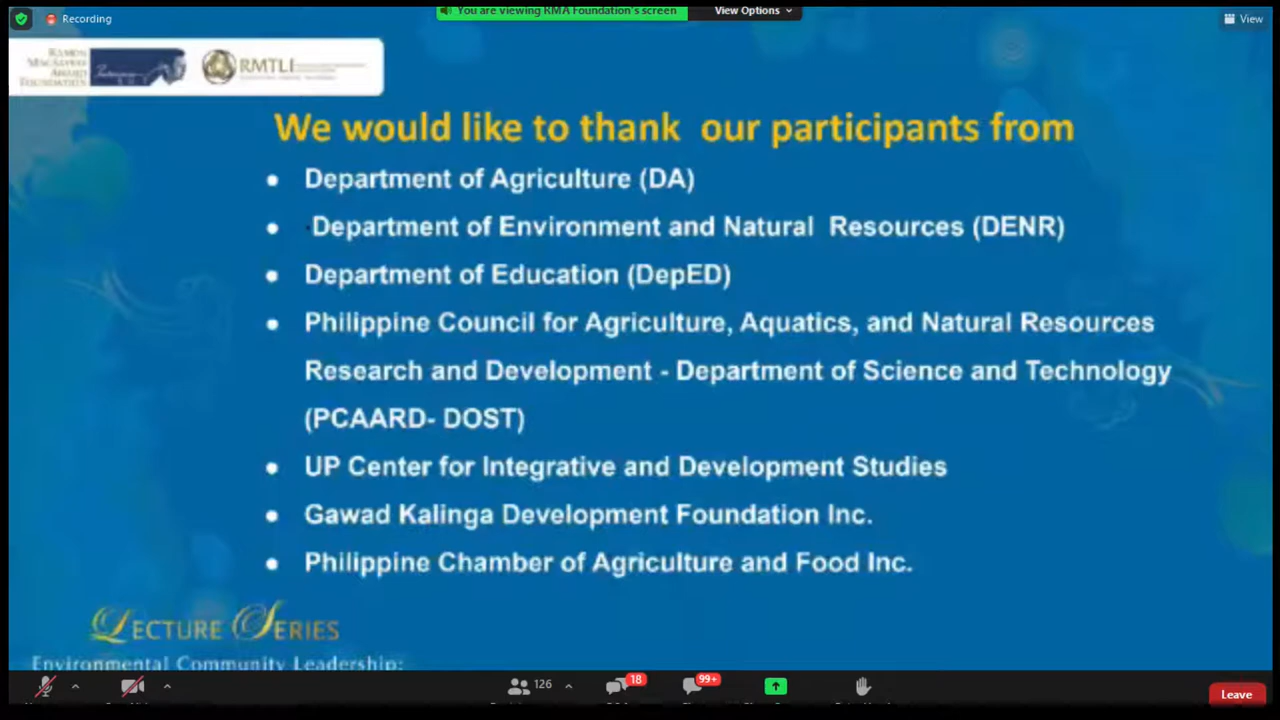 Recording
You are viewing RMA Foundation's screen
View Options
View
RAMON
MAGSAYSAY
AWARD
FOUNDATION
RMTLI
We would like to thank our participants from
Department of Agriculture (DA)
Department of Environment and Natural Resources (DENR)
Department of Education (DepED)
Philippine Council for Agriculture, Aquatics, and Natural Resources
Research and Development - Department of Science and Technology
(PCAARD- DOST)
UP Center for Integrative and Development Studies
Gawad Kalinga Development Foundation Inc.
Philippine Chamber of Agriculture and Food Inc.
LECTURE SERIES
Environmental Community Leadership:
126
18
99+
Leave